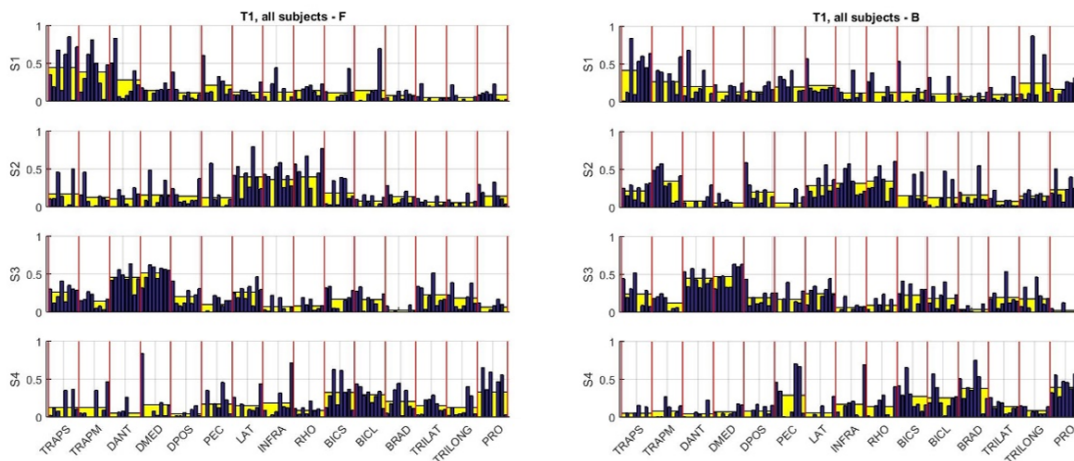 T1, all subjects - F
S1
1
0.5
0
S2
1
0.5
0
S3
1
0.5
0
S4
1
0.5
0
TRAPS TRAPM DANT DMED DPOS PEC LAT INFRA RHO BICS BICL BRAD TRILAT TRILONG PRO
T1, all subjects - B
S1
1
0.5
0
S2
1
0.5
0
S3
1
0.5
0
S4
1
0.5
0
TRAPS TRAPM DANT DMED DPOS PEC LAT INFRA RHO BICS BICL BRAD TRILAT TRILONG PRO